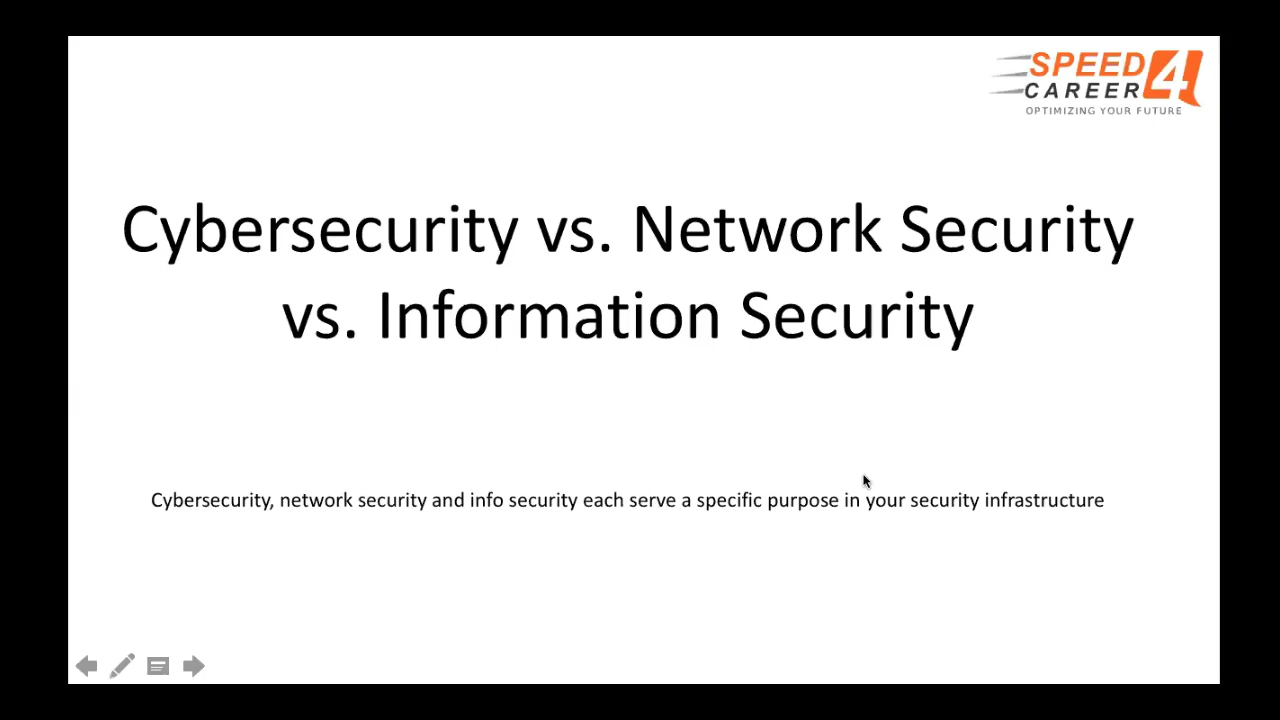 SPEED
CAREER 4
OPTIMIZING YOUR FUTURE
Cybersecurity vs. Network Security
vs. Information Security
Cybersecurity, network security and info security each serve a specific purpose in your security infrastructure